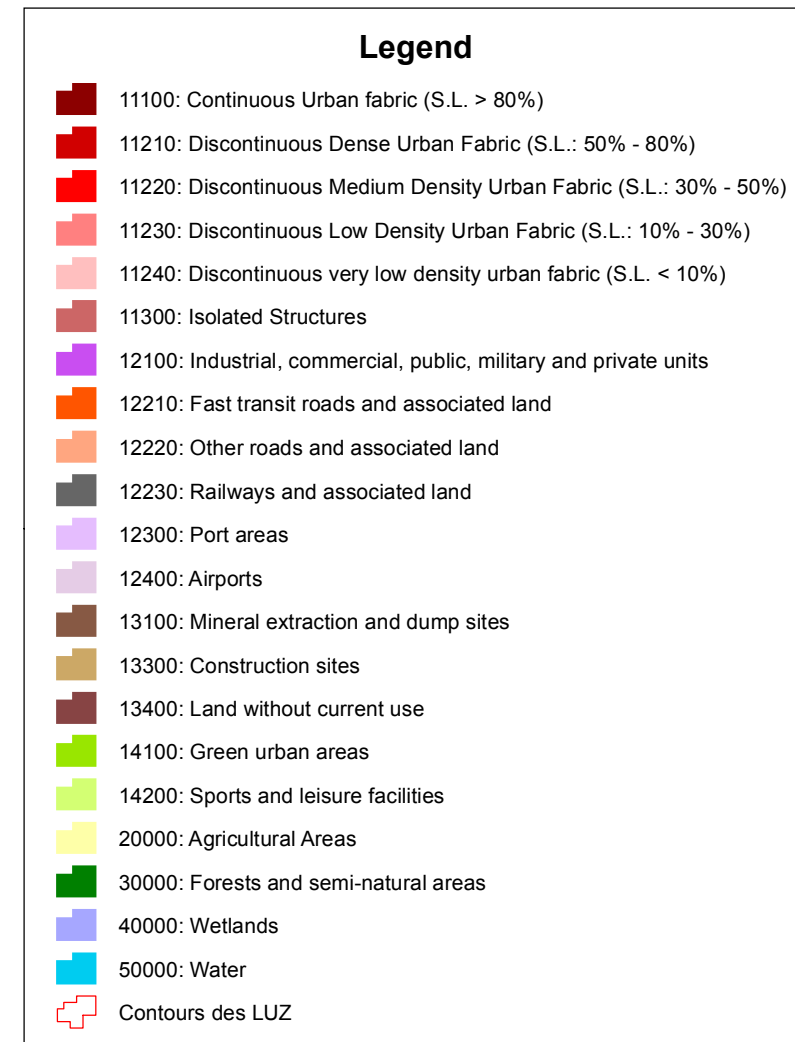 Legend
11100: Continuous Urban fabric (S.L. > 80%)
11210: Discontinuous Dense Urban Fabric (S.L.: 50% - 80%)
11220: Discontinuous Medium Density Urban Fabric (S.L.: 30% - 50%)
11230: Discontinuous Low Density Urban Fabric (S.L.: 10% - 30%)
11240: Discontinuous very low density urban fabric (S.L. < 10%)
11300: Isolated Structures
12100: Industrial, commercial, public, military and private units
12210: Fast transit roads and associated land
12220: Other roads and associated land
12230: Railways and associated land
12300: Port areas
12400: Airports
13100: Mineral extraction and dump sites
13300: Construction sites
13400: Land without current use
14100: Green urban areas
14200: Sports and leisure facilities
20000: Agricultural Areas
30000: Forests and semi-natural areas
40000: Wetlands
50000: Water
Contours des LUZ